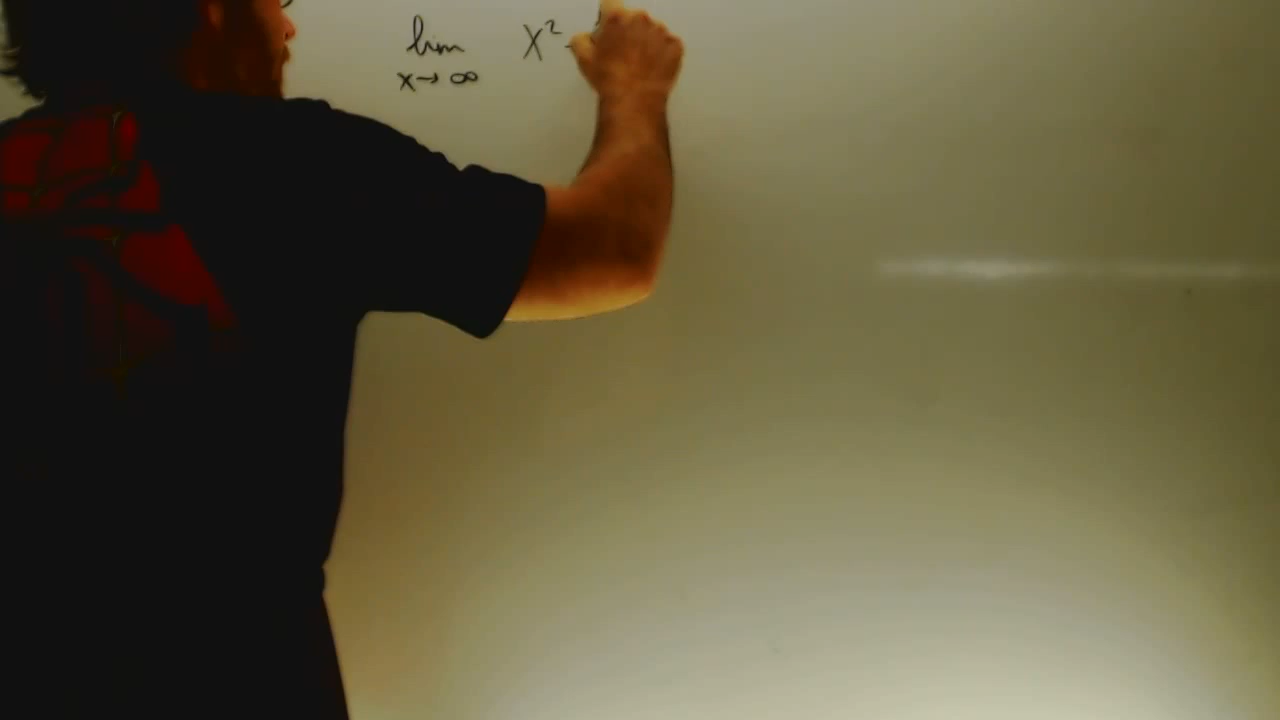 lim X²
x→∞